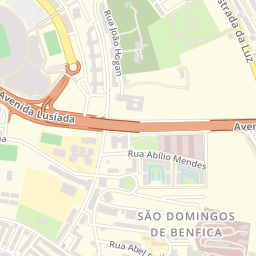 Rua João Hogan
Estrada da Luz
Avenida Lusíada
Aven
Rua Abílio Mendes
SÃO DOMINGOS
DE BENFICA
Rua Abel